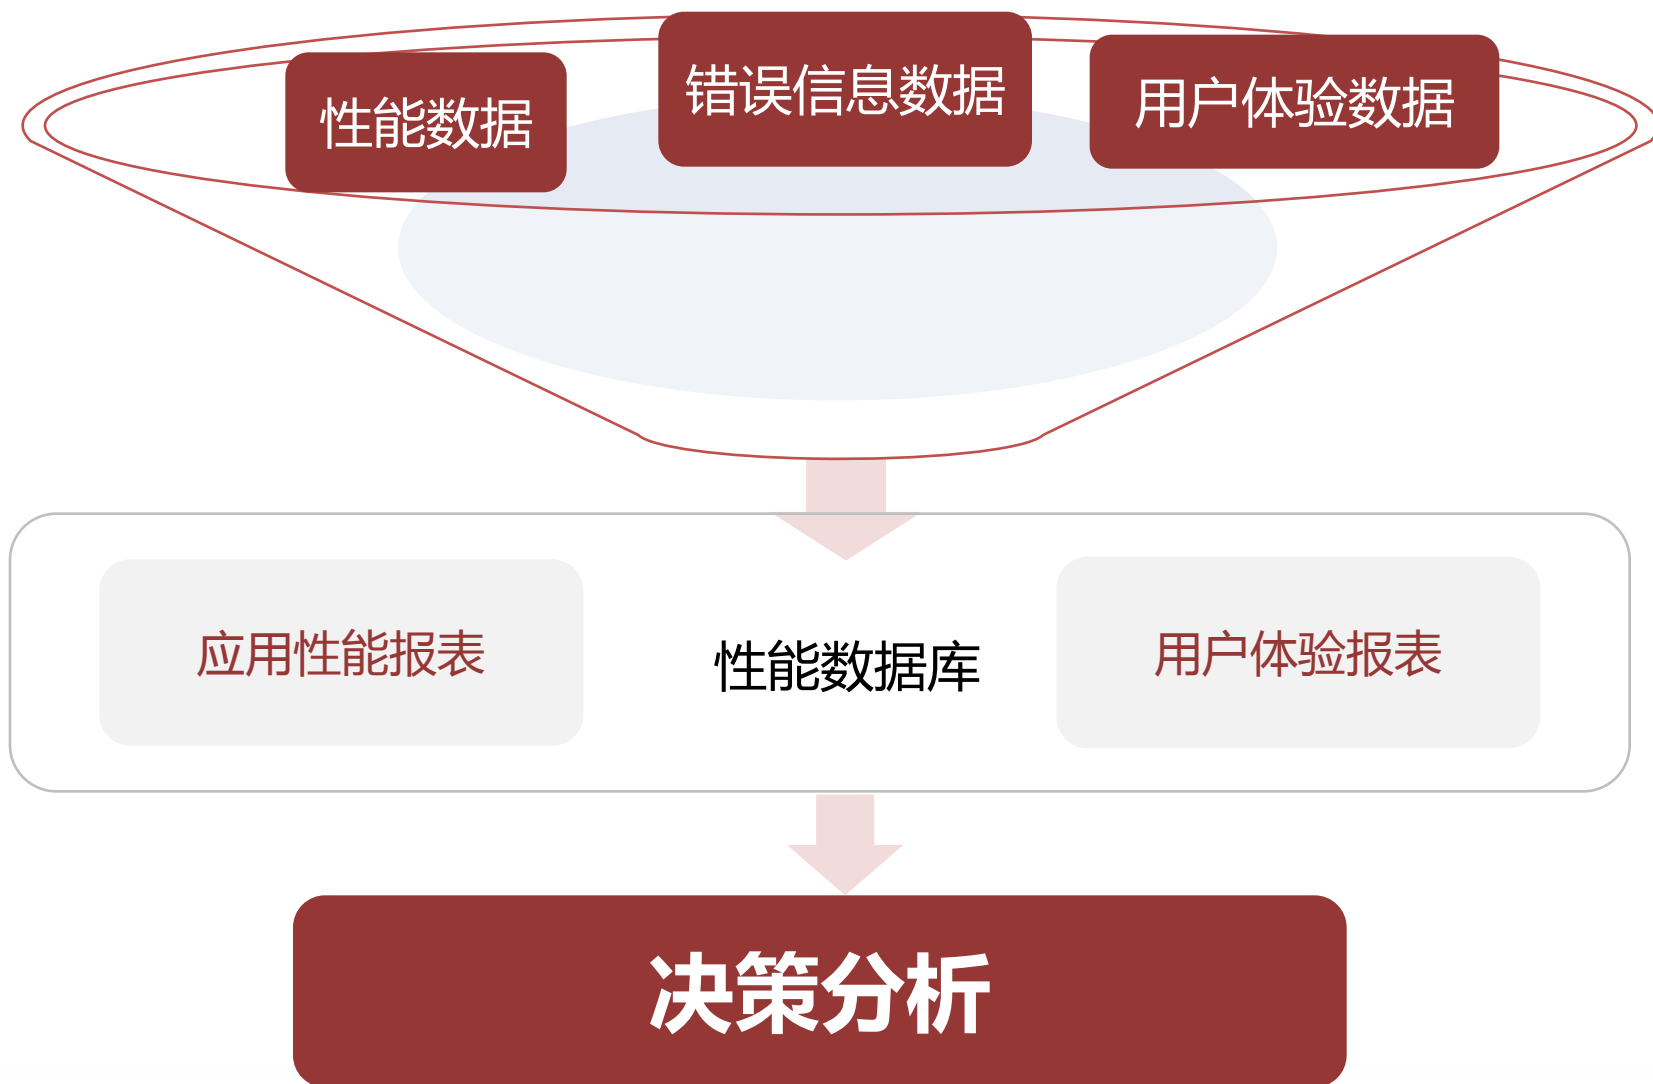 性能数据
错误信息数据
用户体验数据
应用性能报表
性能数据库
用户体验报表
决策分析